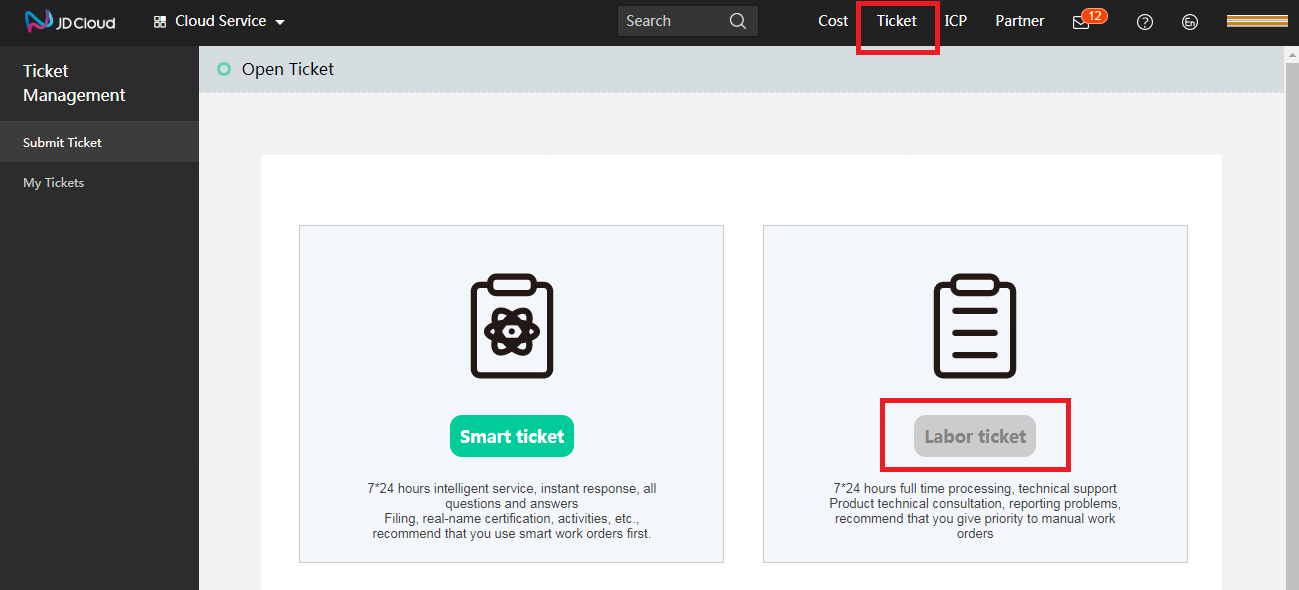 JD Cloud
Cloud Service
Search
Cost
Ticket
ICP
Partner
12
En
Ticket
Management
Submit Ticket
My Tickets
Open Ticket
Smart ticket
7*24 hours intelligent service, instant response, all
questions and answers
Filing, real-name certification, activities, etc.,
recommend that you use smart work orders first.
Labor ticket
7*24 hours full time processing, technical support
Product technical consultation, reporting problems,
recommend that you give priority to manual work
orders